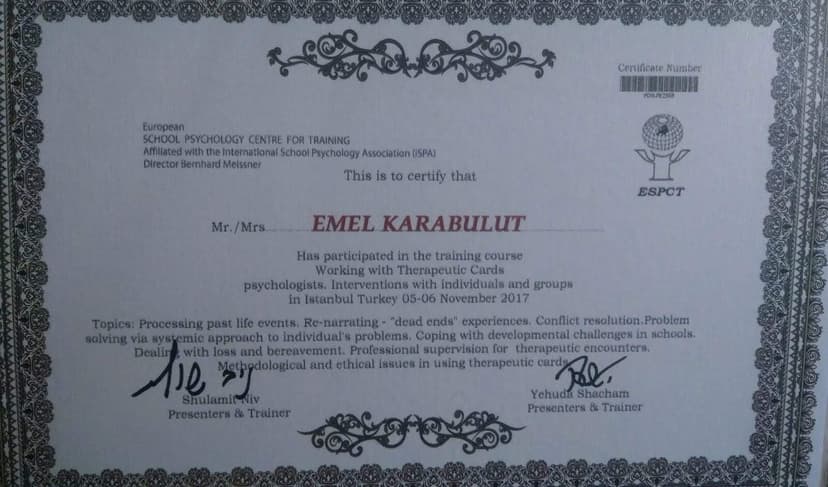 Certificate Number
European
SCHOOL PSYCHOLOGY CENTRE FOR TRAINING
Affiliated with the International School Psychology Association (ISPA)
Director Bernhard Meissner
ESPCT
This is to certify that
Mr./Mrs. EMEL KARABULUT
Has participated in the training course
Working with Therapeutic Cards
psychologists. Interventions with individuals and groups
in Istanbul Turkey 05-06 November 2017
Topics: Processing past life events. Re-narrating - "dead ends" experiences. Conflict resolution.Problem
solving via systemic approach to individual's problems. Coping with developmental challenges in schools.
Dealing with loss and bereavement. Professional supervision for therapeutic encounters.
Methodological and ethical issues in using therapeutic cards
Shulamit Niv
Presenters & Trainer
Yehuda Shacham
Presenters & Trainer